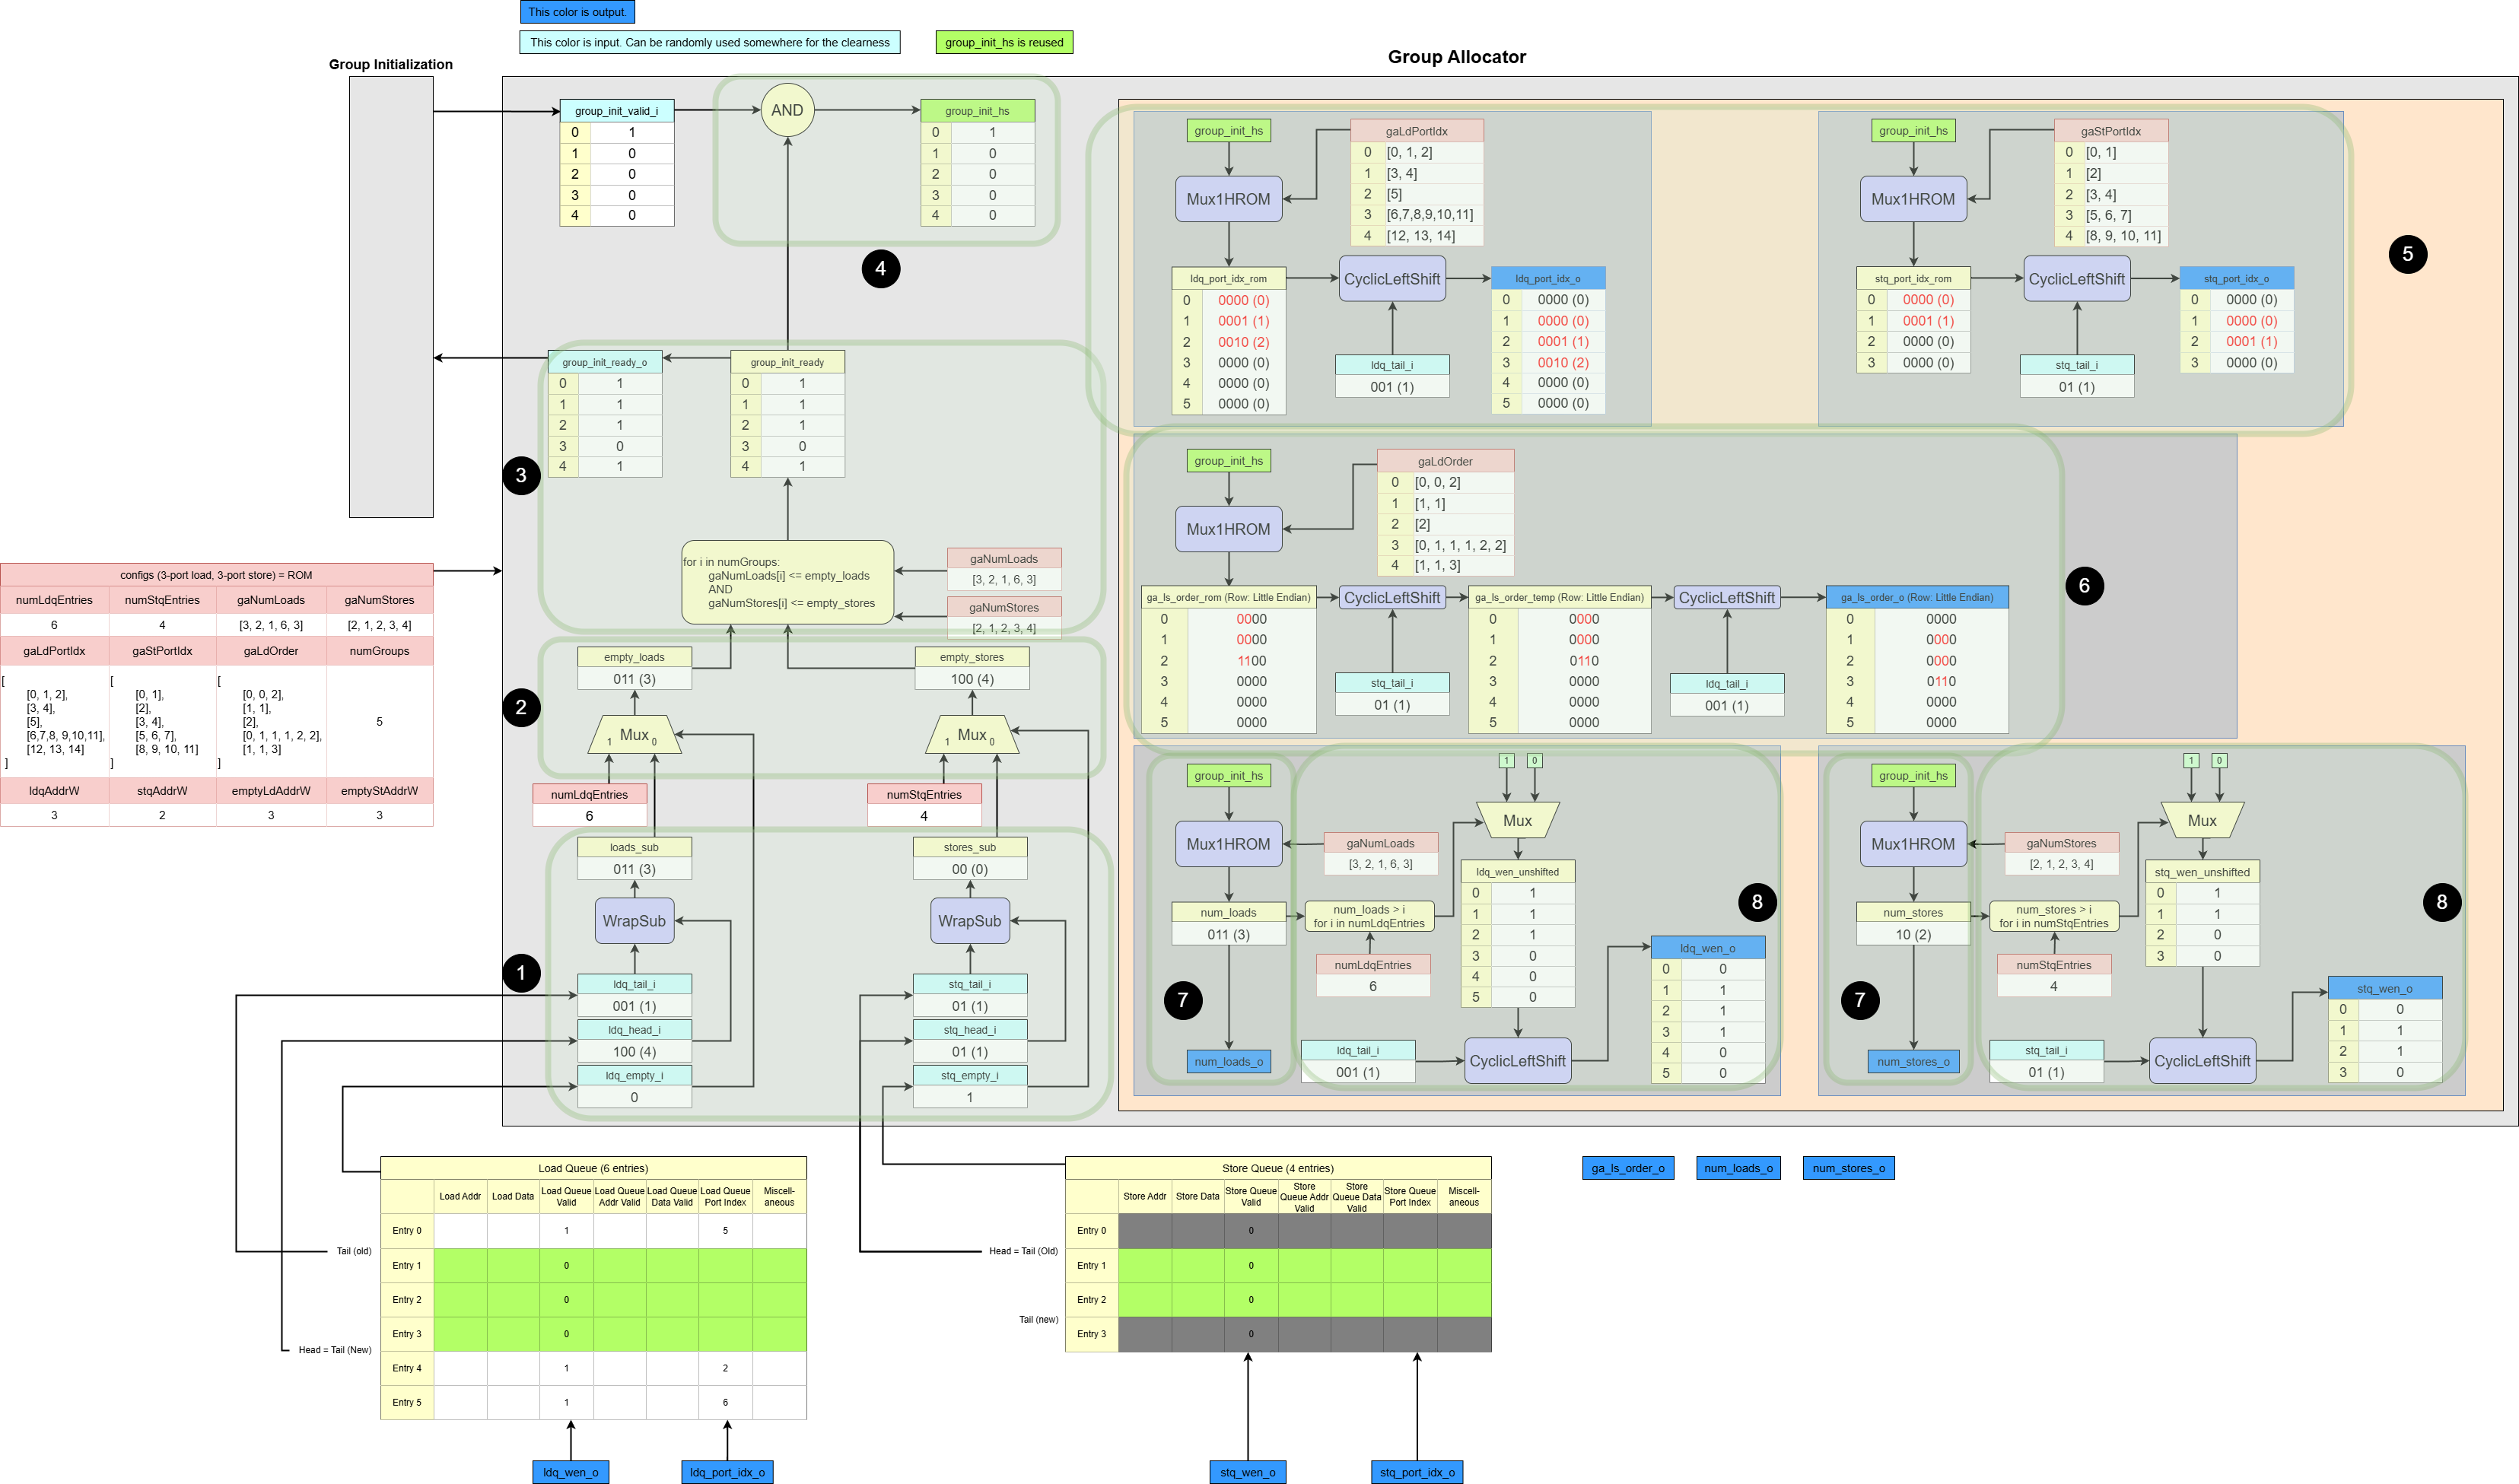 This color is output.
This color is input. Can be randomly used somewhere for the clearness
group_init_hs is reused
Group Initialization
Group Allocator
group_init_valid_i
0 1
1 0
2 0
3 0
4 0
AND
group_init_hs
0 1
1 0
2 0
3 0
4 0
4
group_init_ready_o
0 1
1 1
2 1
3 0
4 1
group_init_ready
0 1
1 1
2 1
3 0
4 1
3
for i in numGroups:
gaNumLoads[i] <= empty_loads
AND
gaNumStores[i] <= empty_stores
gaNumLoads
[3, 2, 1, 6, 3]
gaNumStores
[2, 1, 2, 3, 4]
configs (3-port load, 3-port store) = ROM
numLdqEntries numStqEntries gaNumLoads gaNumStores
6 4 [3, 2, 1, 6, 3] [2, 1, 2, 3, 4]
gaLdPortIdx gaStPortIdx gaLdOrder numGroups
[ [ [
[0, 1, 2], [0, 1], [0, 0, 2],
[3, 4], [2], [1, 1],
[5], [3, 4], [2], 5
[6,7,8, 9,10,11], [5, 6, 7], [0, 1, 1, 1, 2, 2],
[12, 13, 14] [8, 9, 10, 11] [1, 1, 3]
] ] ]
ldqAddrW stqAddrW emptyLdAddrW emptyStAddrW
3 2 3 3
empty_loads
011 (3)
empty_stores
100 (4)
2
1 Mux 0
1 Mux 0
numLdqEntries
6
numStqEntries
4
loads_sub
011 (3)
stores_sub
00 (0)
WrapSub
WrapSub
1
ldq_tail_i
001 (1)
ldq_head_i
100 (4)
ldq_empty_i
0
stq_tail_i
01 (1)
stq_head_i
01 (1)
stq_empty_i
1
group_init_hs
Mux1HROM
gaLdPortIdx
0 [0, 1, 2]
1 [3, 4]
2 [5]
3 [6,7,8,9,10,11]
4 [12, 13, 14]
ldq_port_idx_rom
0 0000 (0)
1 0001 (1)
2 0010 (2)
3 0000 (0)
4 0000 (0)
5 0000 (0)
CyclicLeftShift
ldq_tail_i
001 (1)
ldq_port_idx_o
0 0000 (0)
1 0000 (0)
2 0001 (1)
3 0010 (2)
4 0000 (0)
5 0000 (0)
group_init_hs
Mux1HROM
gaStPortIdx
0 [0, 1]
1 [2]
2 [3, 4]
3 [5, 6, 7]
4 [8, 9, 10, 11]
stq_port_idx_rom
0 0000 (0)
1 0001 (1)
2 0000 (0)
3 0000 (0)
CyclicLeftShift
stq_tail_i
01 (1)
stq_port_idx_o
0 0000 (0)
1 0000 (0)
2 0001 (1)
3 0000 (0)
5
group_init_hs
Mux1HROM
gaLdOrder
0 [0, 0, 2]
1 [1, 1]
2 [2]
3 [0, 1, 1, 1, 2, 2]
4 [1, 1, 3]
ga_ls_order_rom (Row: Little Endian)
0 0000
1 0000
2 1100
3 0000
4 0000
5 0000
CyclicLeftShift
stq_tail_i
01 (1)
ga_ls_order_temp (Row: Little Endian)
0 0000
1 0000
2 0110
3 0000
4 0000
5 0000
CyclicLeftShift
ldq_tail_i
001 (1)
ga_ls_order_o (Row: Little Endian)
0 0000
1 0000
2 0000
3 0110
4 0000
5 0000
6
group_init_hs
Mux1HROM
num_loads
011 (3)
7
num_loads_o
gaNumLoads
[3, 2, 1, 6, 3]
num_loads > i
for i in numLdqEntries
numLdqEntries
6
1 0
Mux
ldq_wen_unshifted
0 1
1 1
2 1
3 0
4 0
5 0
ldq_tail_i
001 (1)
CyclicLeftShift
8
ldq_wen_o
0 0
1 1
2 1
3 1
4 0
5 0
group_init_hs
Mux1HROM
num_stores
10 (2)
7
num_stores_o
gaNumStores
[2, 1, 2, 3, 4]
num_stores > i
for i in numStqEntries
numStqEntries
4
1 0
Mux
stq_wen_unshifted
0 1
1 1
2 0
3 0
stq_tail_i
01 (1)
CyclicLeftShift
8
stq_wen_o
0 0
1 1
2 1
3 0
Load Queue (6 entries)
Load Addr Load Data Load Queue Valid Load Queue Addr Valid Load Queue Data Valid Load Queue Port Index Miscell-aneous
Entry 0 1 5
Tail (old)
Entry 1 0
Entry 2 0
Entry 3 0
Head = Tail (New)
Entry 4 1 2
Entry 5 1 6
ldq_wen_o
ldq_port_idx_o
Store Queue (4 entries)
Store Addr Store Data Store Queue Valid Store Queue Addr Valid Store Queue Data Valid Store Queue Port Index Miscell-aneous
Entry 0 0
Head = Tail (Old)
Entry 1 0
Entry 2 0
Tail (new)
Entry 3 0
stq_wen_o
stq_port_idx_o
ga_ls_order_o
num_loads_o
num_stores_o